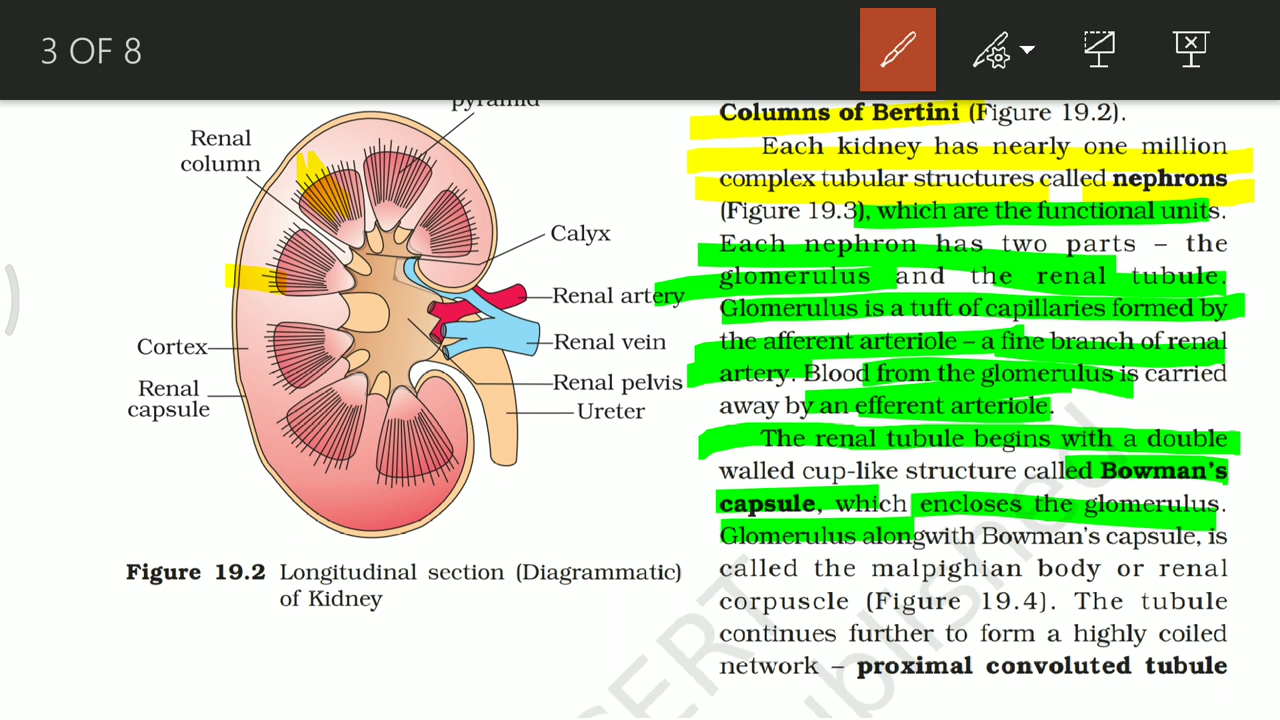 3 OF 8
pyramid
Renal
column
Calyx
Renal artery
Renal vein
Cortex
Renal pelvis
Renal
capsule
Ureter
Figure 19.2 Longitudinal section (Diagrammatic)
of Kidney
Columns of Bertini (Figure 19.2).
Each kidney has nearly one million
complex tubular structures called nephrons
(Figure 19.3), which are the functional units.
Each nephron has two parts – the
glomerulus and the renal tubule.
Glomerulus is a tuft of capillaries formed by
the afferent arteriole – a fine branch of renal
artery. Blood from the glomerulus is carried
away by an efferent arteriole.
The renal tubule begins with a double
walled cup-like structure called Bowman's
capsule, which encloses the glomerulus.
Glomerulus alongwith Bowman's capsule, is
called the malpighian body or renal
corpuscle (Figure 19.4). The tubule
continues further to form a highly coiled
network – proximal convoluted tubule